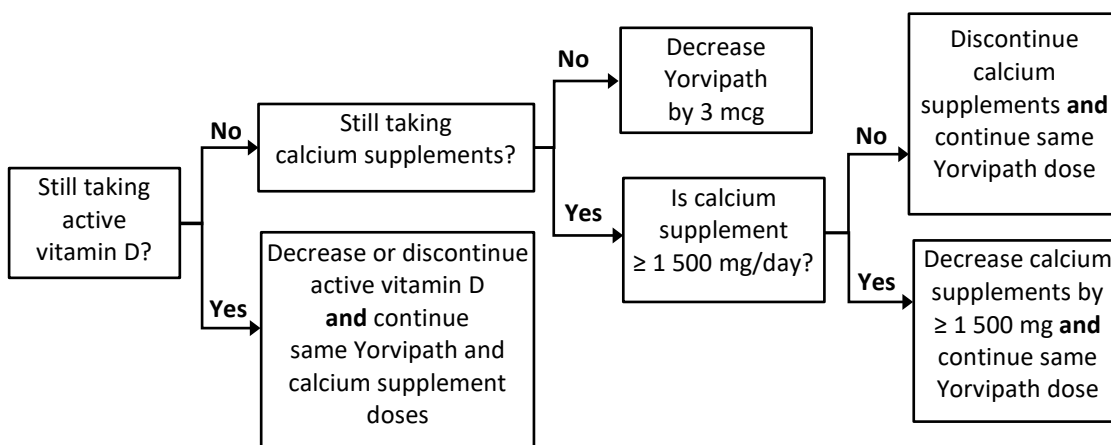 Still taking
active
vitamin D?
No
Still taking
calcium supplements?
Yes
Decrease or discontinue
active vitamin D
and continue
same Yorvipath and
calcium supplement
doses
No
Decrease
Yorvipath
by 3 mcg
Yes
Is calcium
supplement
≥ 1 500 mg/day?
No
Discontinue
calcium
supplements and
continue same
Yorvipath dose
Yes
Decrease calcium
supplements by
≥ 1 500 mg and
continue same
Yorvipath dose